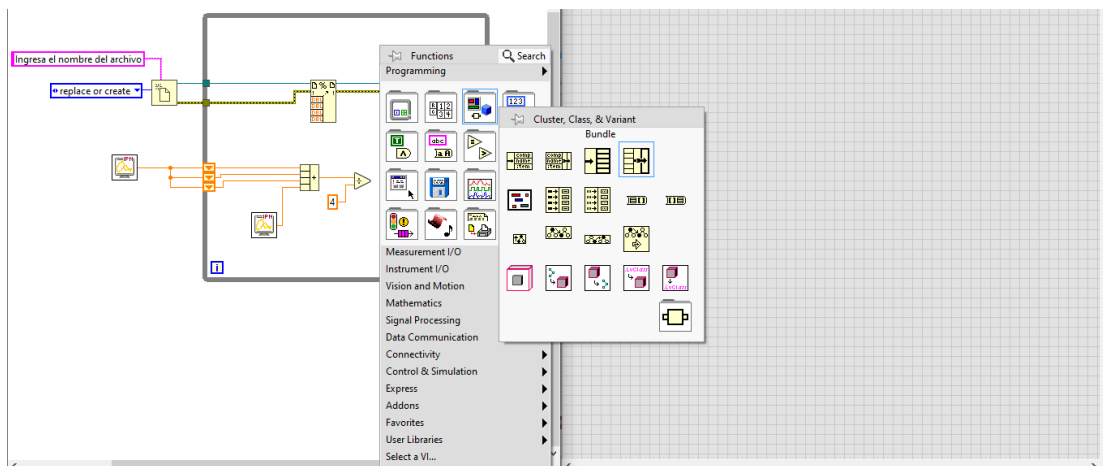 Functions
Search
Programming
Ingresa el nombre del archivo
replace or create
123
Cluster, Class, & Variant
Bundle
4
i
Measurement I/O
Instrument I/O
Vision and Motion
Mathematics
Signal Processing
Data Communication
Connectivity
Control & Simulation
Express
Addons
Favorites
User Libraries
Select a VI...